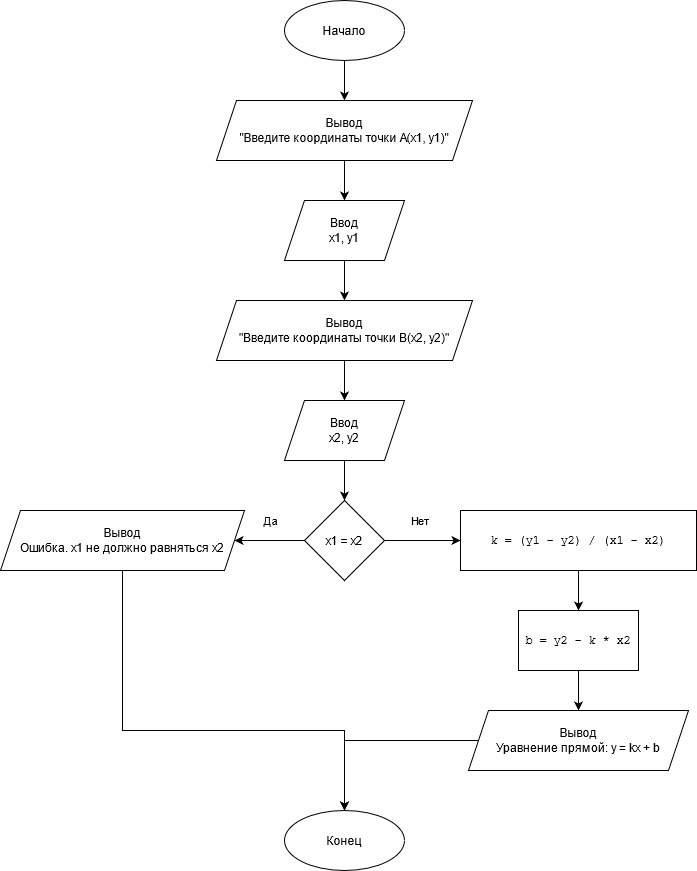 Начало
Вывод
"Введите координаты точки A(x1, y1)"
Ввод
x1, y1
Вывод
"Введите координаты точки B(x2, y2)"
Ввод
x2, y2
Да
Нет
Вывод
Ошибка. x1 не должно равняться x2
x1 = x2
k = (y1 - y2) / (x1 - x2)
b = y2 - k * x2
Вывод
Уравнение прямой: y = kx + b
Конец